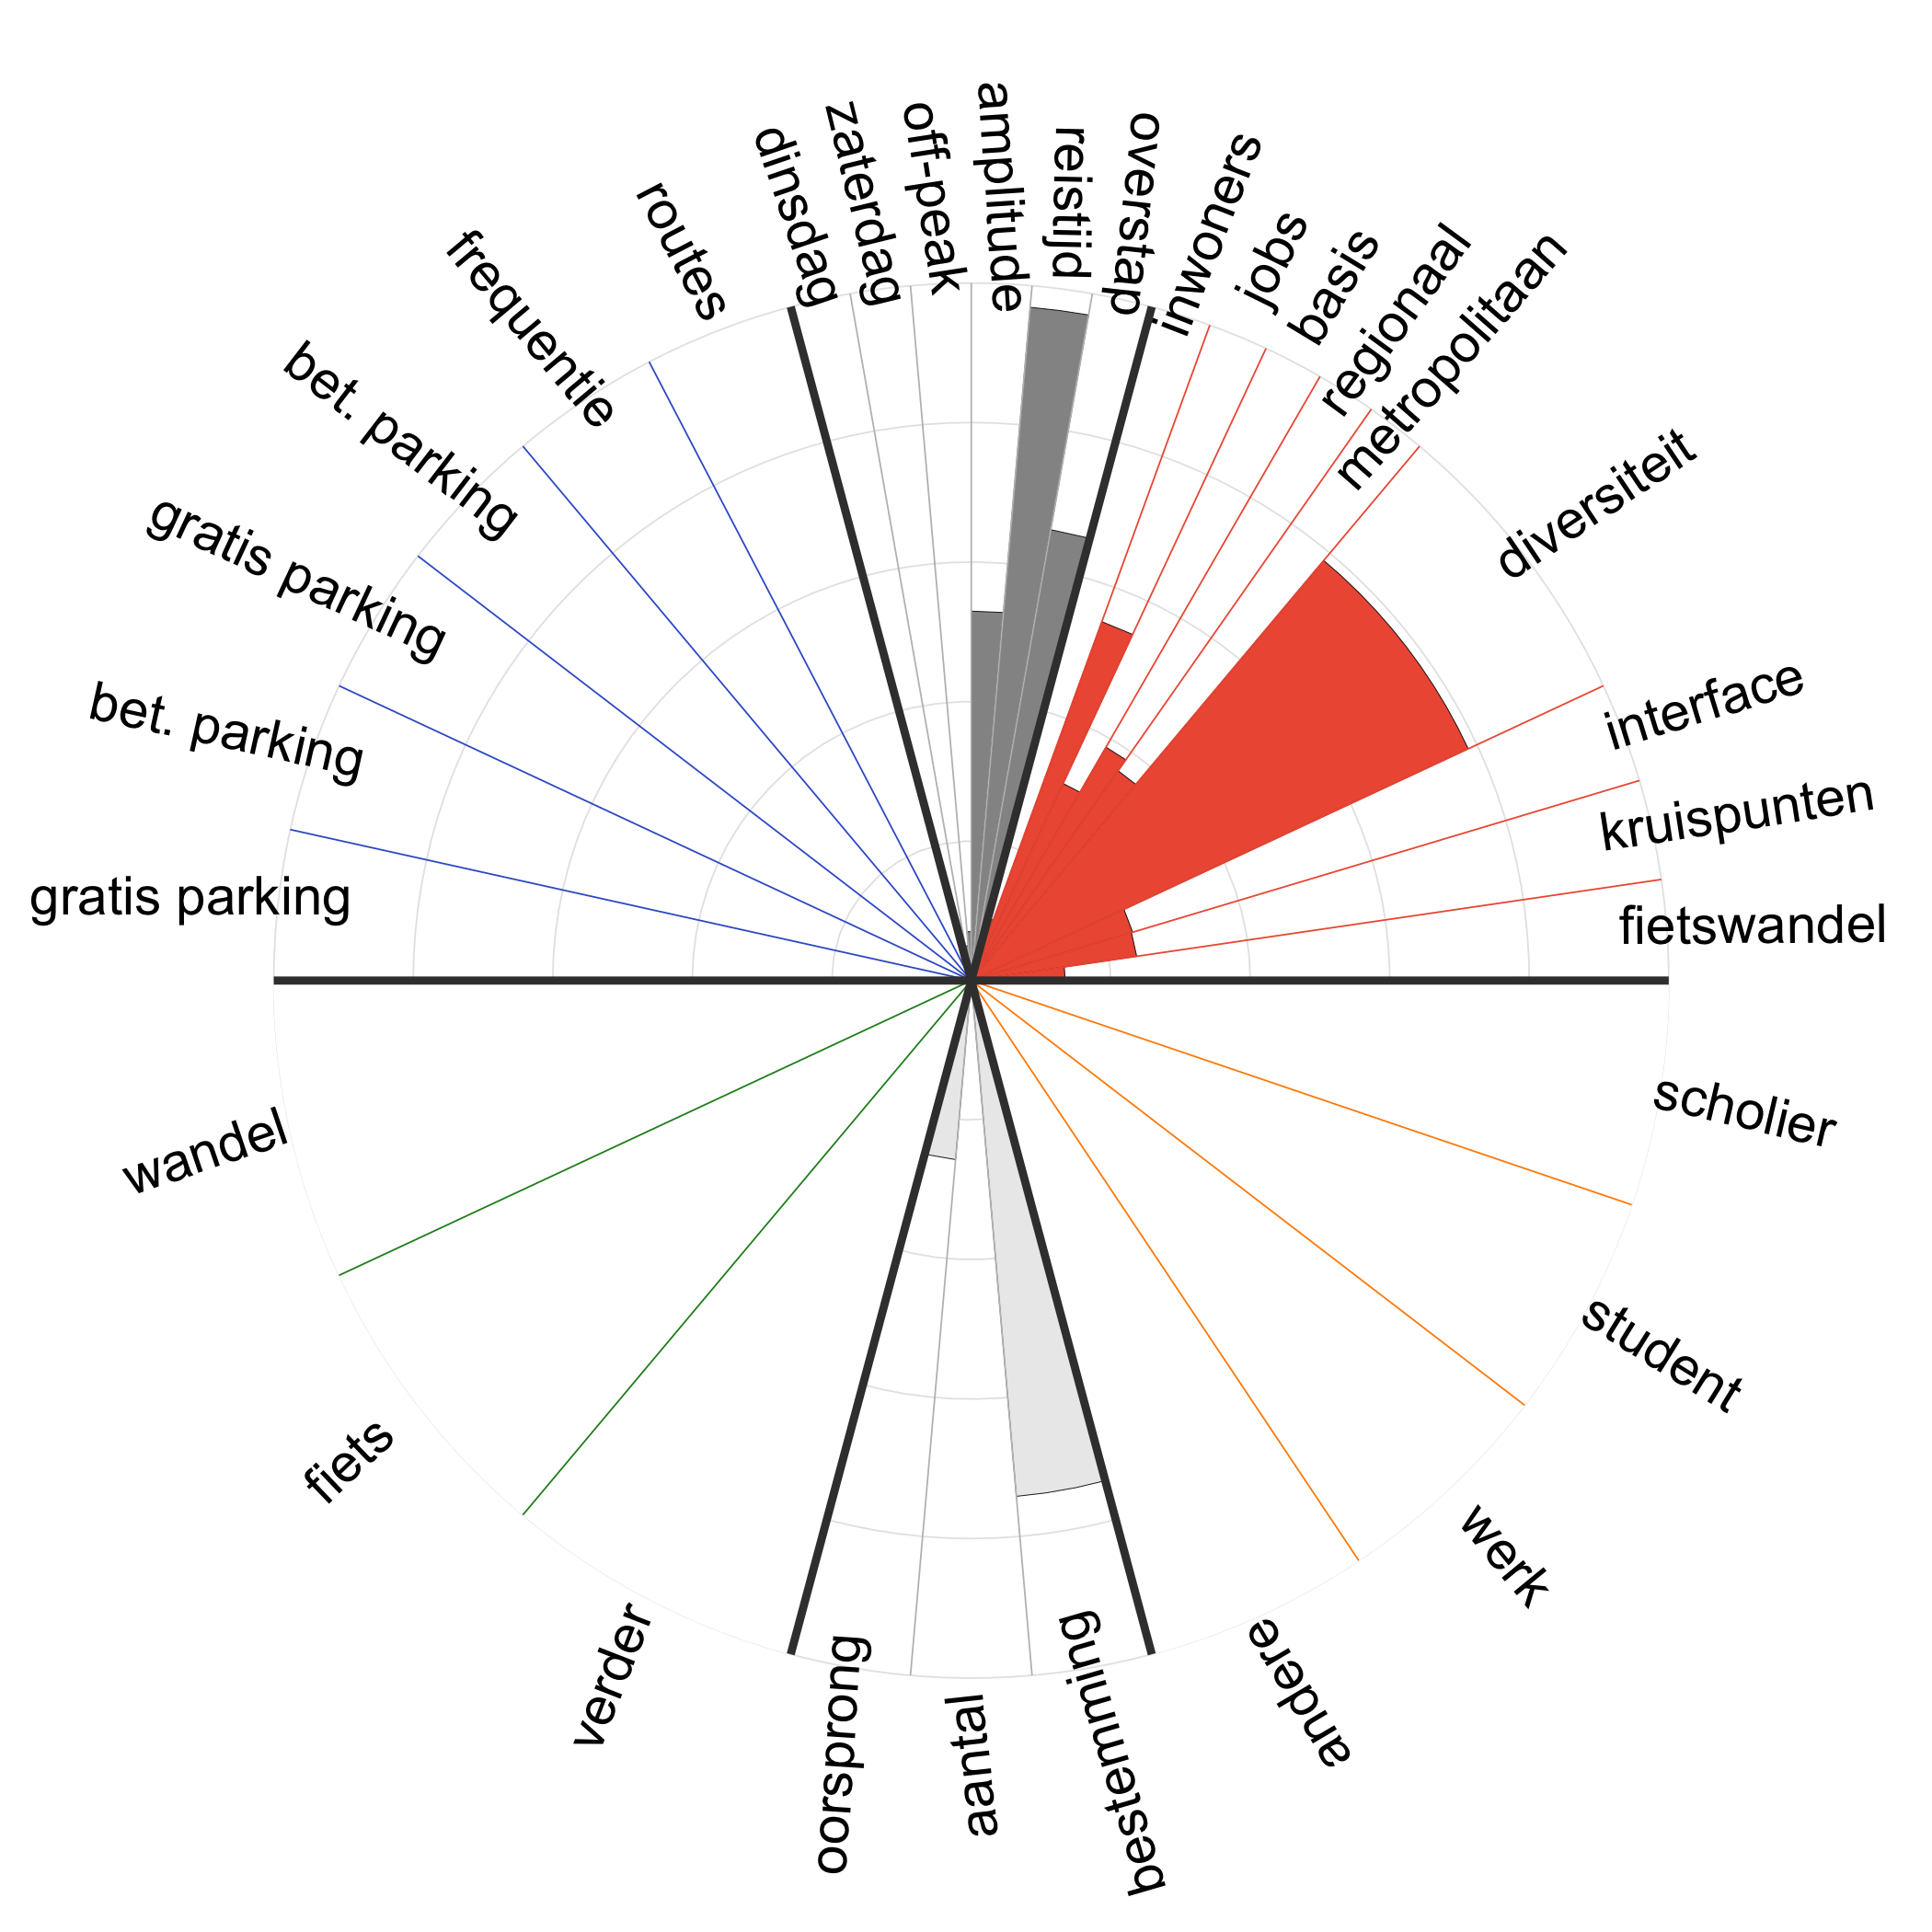 dinsdag
zaterdag
off-peak
amplitude
reistijd
overstap
inwoners
jobs
basis
regionaal
metropolitaan
diversiteit
interface
kruispunten
fietswandel
scholier
student
werk
andere
bestemming
aantal
oorsprong
verder
fiets
wandel
gratis parking
bet. parking
gratis parking
bet. parking
frequentie
routes